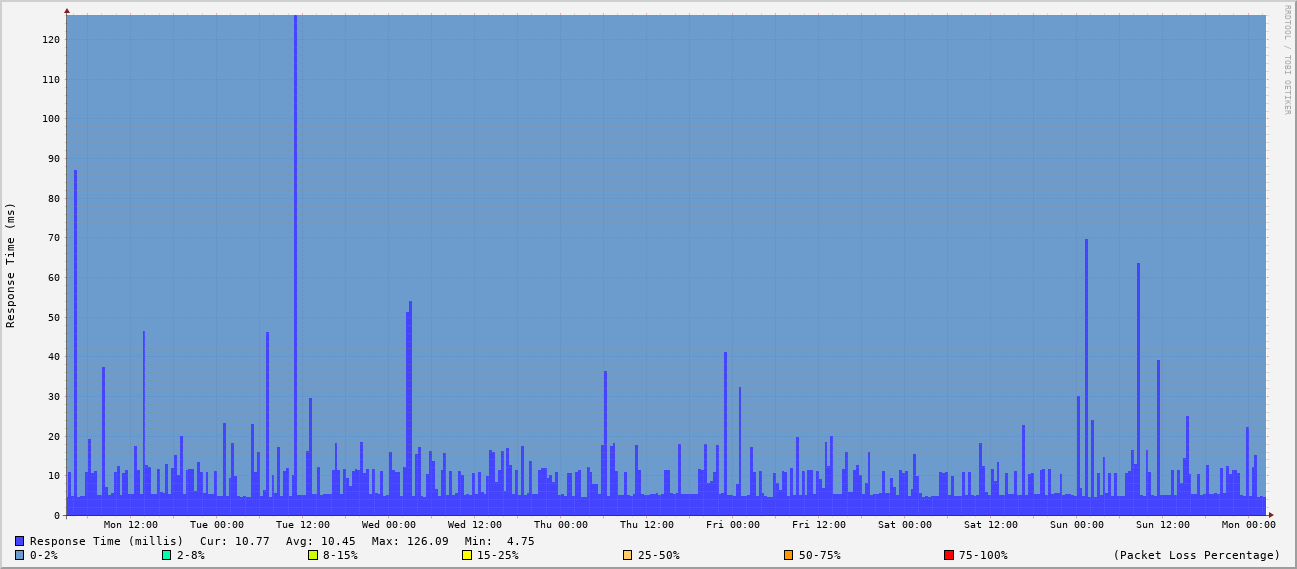 RRDTOOL / TOBI OETIKER
Response Time (ms)
120
110
100
90
80
70
60
50
40
30
20
10
0
Mon 12:00 Tue 00:00 Tue 12:00 Wed 00:00 Wed 12:00 Thu 00:00 Thu 12:00 Fri 00:00 Fri 12:00 Sat 00:00 Sat 12:00 Sun 00:00 Sun 12:00 Mon 00:00
Response Time (millis) Cur: 10.77 Avg: 10.45 Max: 126.09 Min: 4.75
0-2% 2-8% 8-15% 15-25% 25-50% 50-75% 75-100% (Packet Loss Percentage)